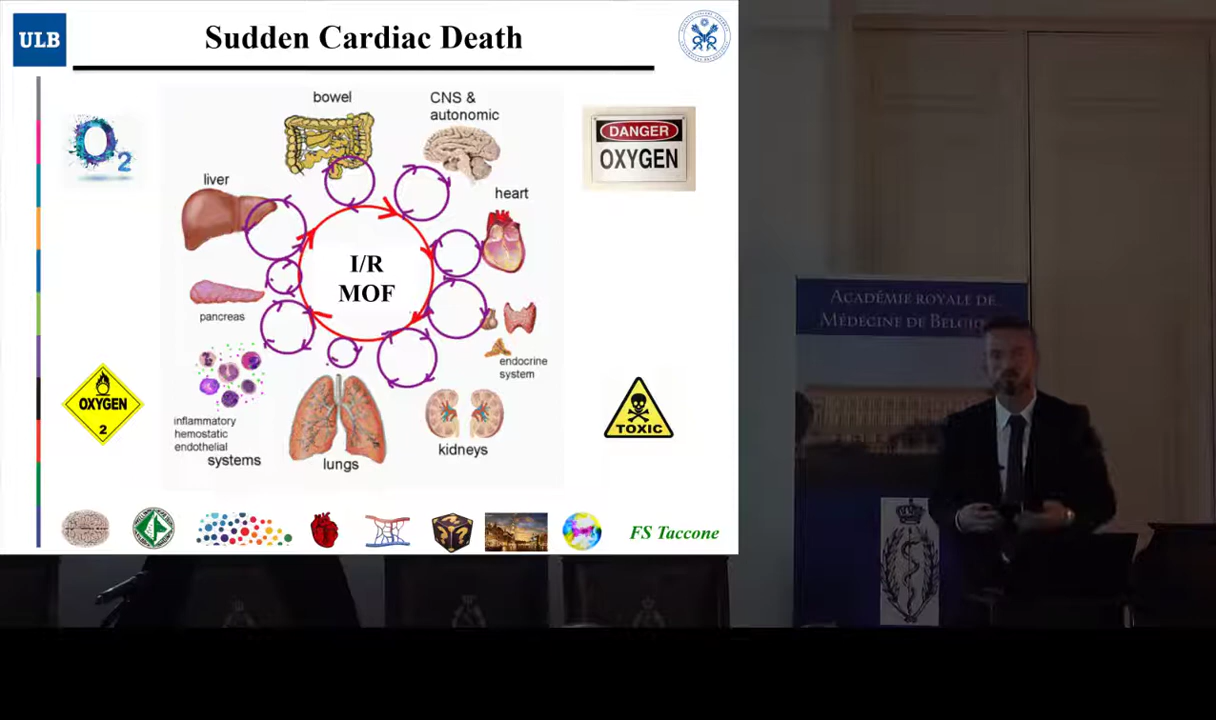 ULB
Sudden Cardiac Death
bowel
CNS &
autonomic
O2
DANGER
OXYGEN
liver
heart
I/R
MOF
pancreas
endocrine
system
OXYGEN
2
TOXIC
inflammatory
hemostatic
endothelial
systems
lungs
kidneys
FS Taccone
ACADÉMIE ROYALE DE
MÉDECINE DE